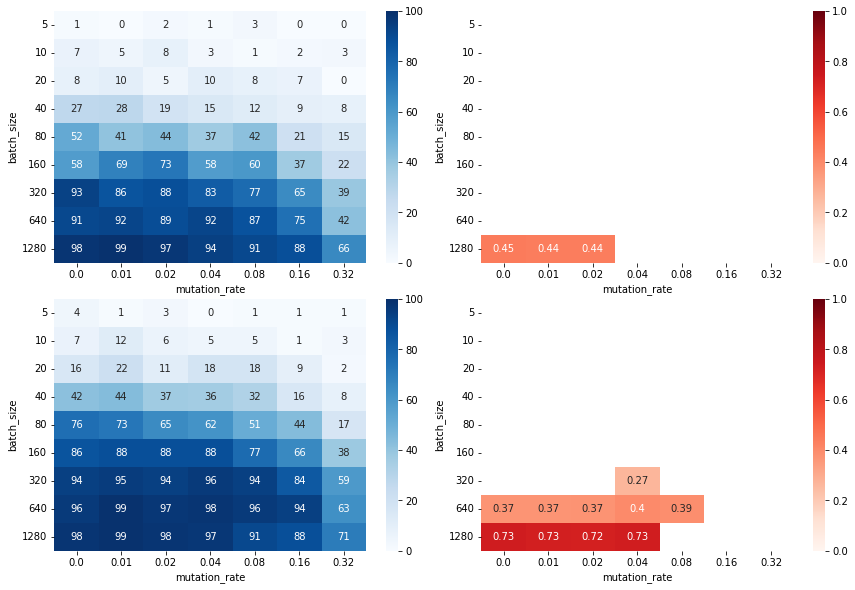 5 1 0 2 1 3 0 0
10 7 5 8 3 1 2 3
20 8 10 5 10 8 7 0
40 27 28 19 15 12 9 8
80 52 41 44 37 42 21 15
160 58 69 73 58 60 37 22
320 93 86 88 83 77 65 39
640 91 92 89 92 87 75 42
1280 98 99 97 94 91 88 66
0.0 0.01 0.02 0.04 0.08 0.16 0.32
mutation_rate
batch_size
100
80
60
40
20
0
5
10
20
40
80
160
320
640
1280 0.45 0.44 0.44
0.0 0.01 0.02 0.04 0.08 0.16 0.32
mutation_rate
batch_size
1.0
0.8
0.6
0.4
0.2
0.0
5 4 1 3 0 1 1 1
10 7 12 6 5 5 1 3
20 16 22 11 18 18 9 2
40 42 44 37 36 32 16 8
80 76 73 65 62 51 44 17
160 86 88 88 88 77 66 38
320 94 95 94 96 94 84 59
640 96 99 97 98 96 94 63
1280 98 99 98 97 91 88 71
0.0 0.01 0.02 0.04 0.08 0.16 0.32
mutation_rate
batch_size
100
80
60
40
20
0
5
10
20
40
80
160
320 0.27
640 0.37 0.37 0.37 0.4 0.39
1280 0.73 0.73 0.72 0.73
0.0 0.01 0.02 0.04 0.08 0.16 0.32
mutation_rate
batch_size
1.0
0.8
0.6
0.4
0.2
0.0